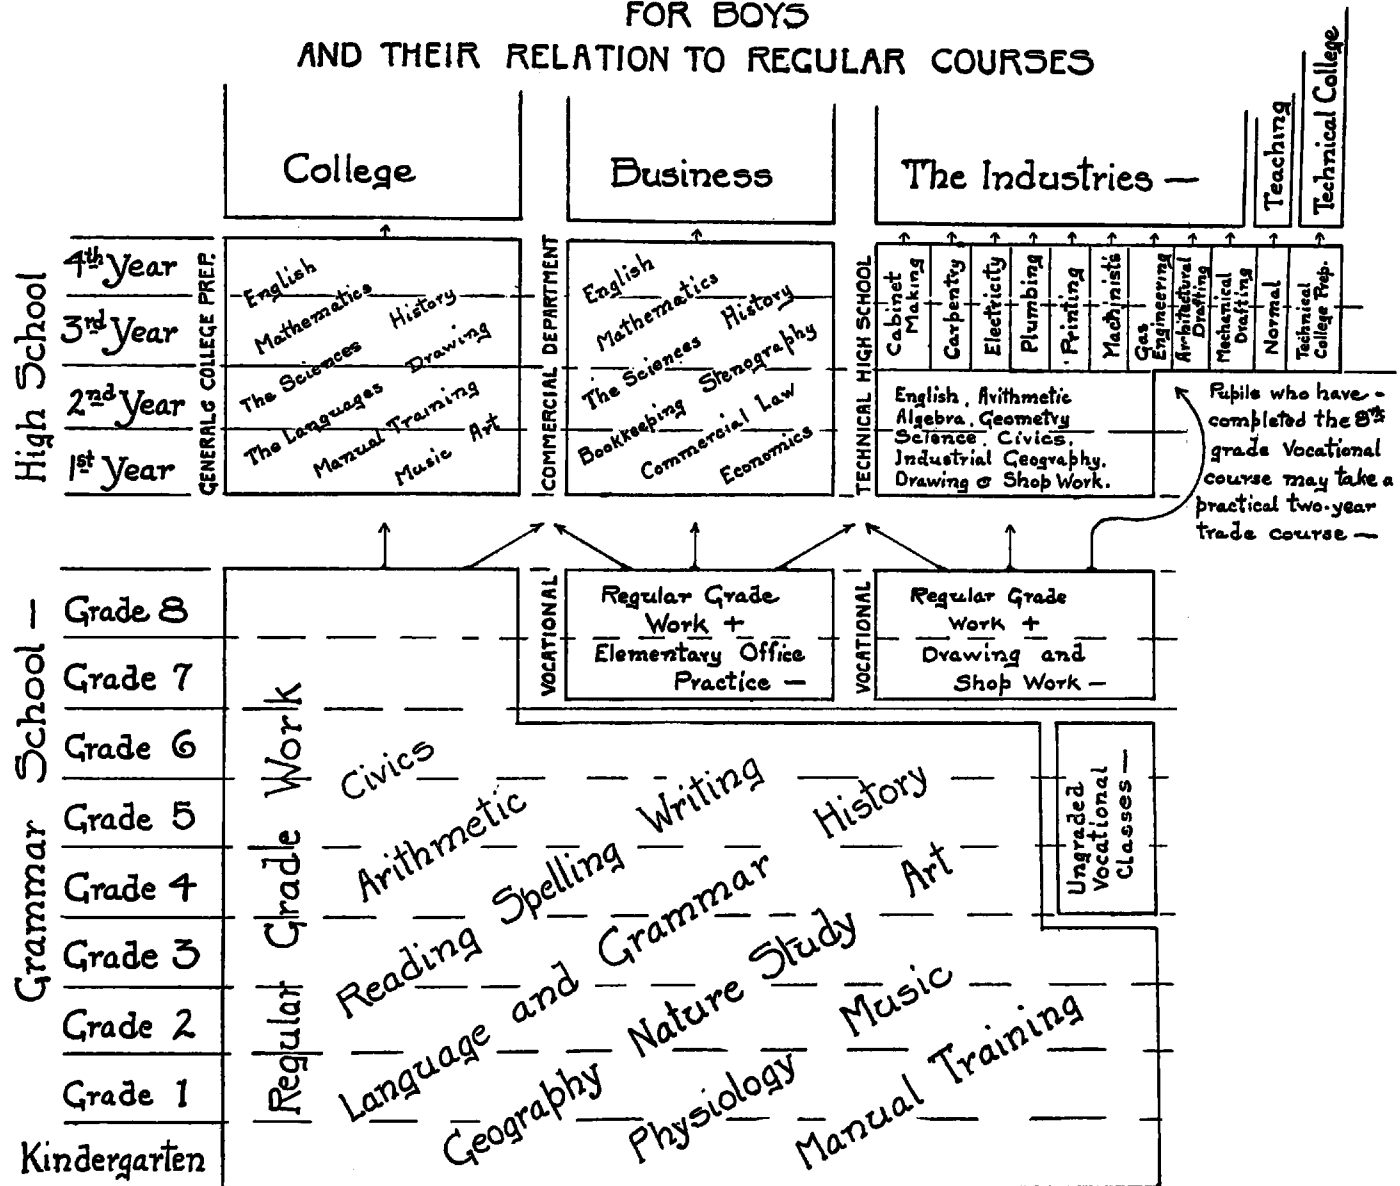 FOR BOYS
AND THEIR RELATION TO REGULAR COURSES
College
Business
The Industries —
Teaching
Technical College
High School
4th Year
3rd Year
2nd Year
1st Year
GENERAL & COLLEGE PREP.
English
Mathematics
History
The Sciences
Drawing
The Languages
Manual Training
Music
Art
COMMERCIAL DEPARTMENT
English
Mathematics
History
The Sciences
Stenography
Bookkeeping
Commercial Law
Economics
TECHNICAL HIGH SCHOOL
Cabinet
Making
Carpentry
Electricity
Plumbing
Printing
Machinists
Gas
Engineering
Architectural
Drafting
Mechanical
Drafting
Normal
Technical
College Prep.
English, Arithmetic
Algebra, Geometry
Science, Civics,
Industrial Geography,
Drawing & Shop Work.
Pupils who have -
completed the 8th
grade Vocational
course may take a
practical two-year
trade course —
Grammar School —
Grade 8
Grade 7
Grade 6
Grade 5
Grade 4
Grade 3
Grade 2
Grade 1
Kindergarten
VOCATIONAL
Regular Grade
Work +
Elementary Office
Practice —
VOCATIONAL
Regular Grade
Work +
Drawing and
Shop Work —
Regular Grade Work
Civics
Arithmetic
Reading Spelling Writing
Language and Grammar History
Geography Nature Study Art
Physiology Music
Manual Training
Ungraded
Vocational
Classes —